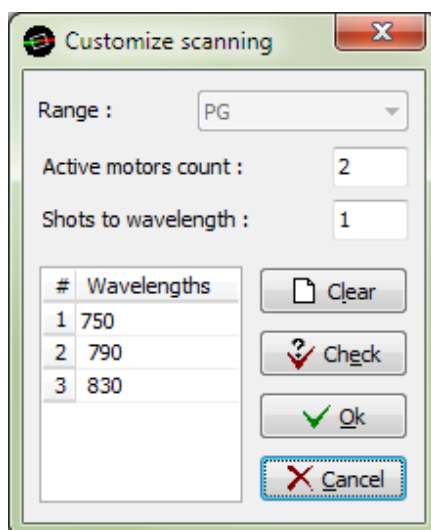 Customize scanning
Range : PG
Active motors count : 2
Shots to wavelength : 1
# Wavelengths
1 750
2 790
3 830
Clear
Check
Ok
Cancel